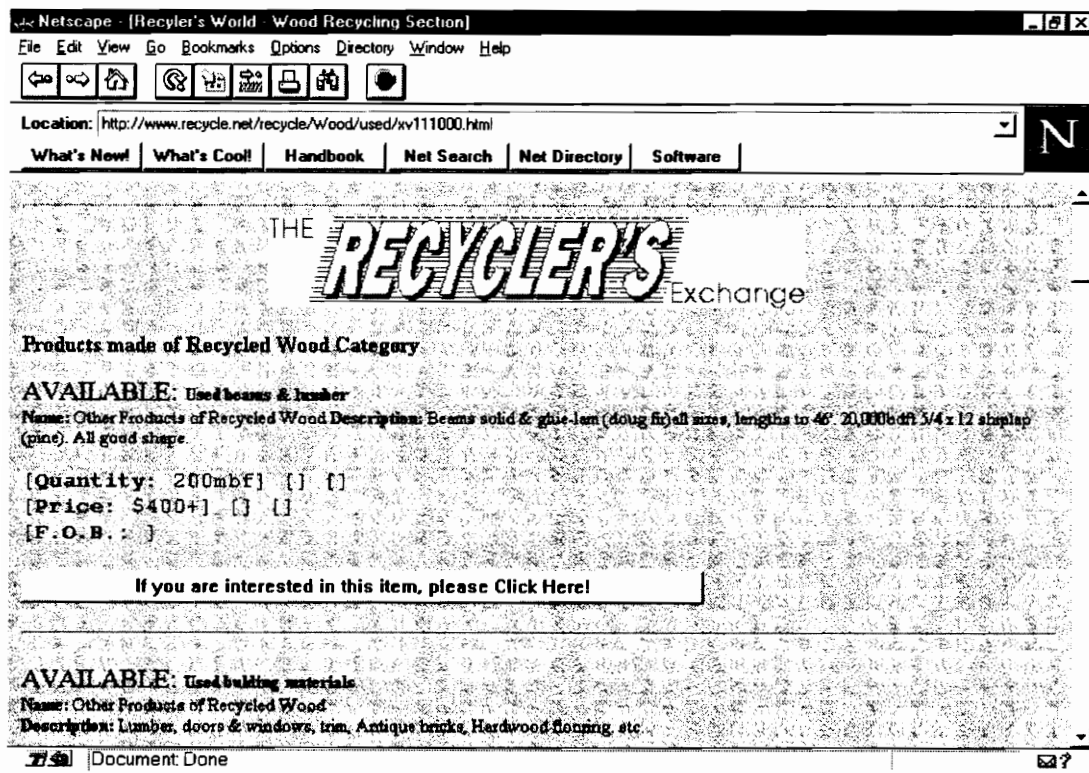 Netscape - [Recyler's World - Wood Recycling Section]
File Edit View Go Bookmarks Options Directory Window Help
Location: http://www.recycle.net/recycle/Wood/used/xv111000.html
N
What's New! What's Cool! Handbook Net Search Net Directory Software
THE RECYCLER'S Exchange
Products made of Recycled Wood Category
AVAILABLE: Used beams & lumber
Name: Other Products of Recycled Wood Description: Beams solid & glue-lam (doug fir) all sizes, lengths to 46'. 20,000bdft 5/4 x 12 shiplap
(pine). All good shape.
[Quantity: 200mbf] [] []
[Price: $400+] [] []
[F.O.B.: ]
If you are interested in this item, please Click Here!
AVAILABLE: Used building materials
Name: Other Products of Recycled Wood
Description: Lumber, doors & windows, trim, Antique bricks, Hardwood flooring, etc.
Document: Done